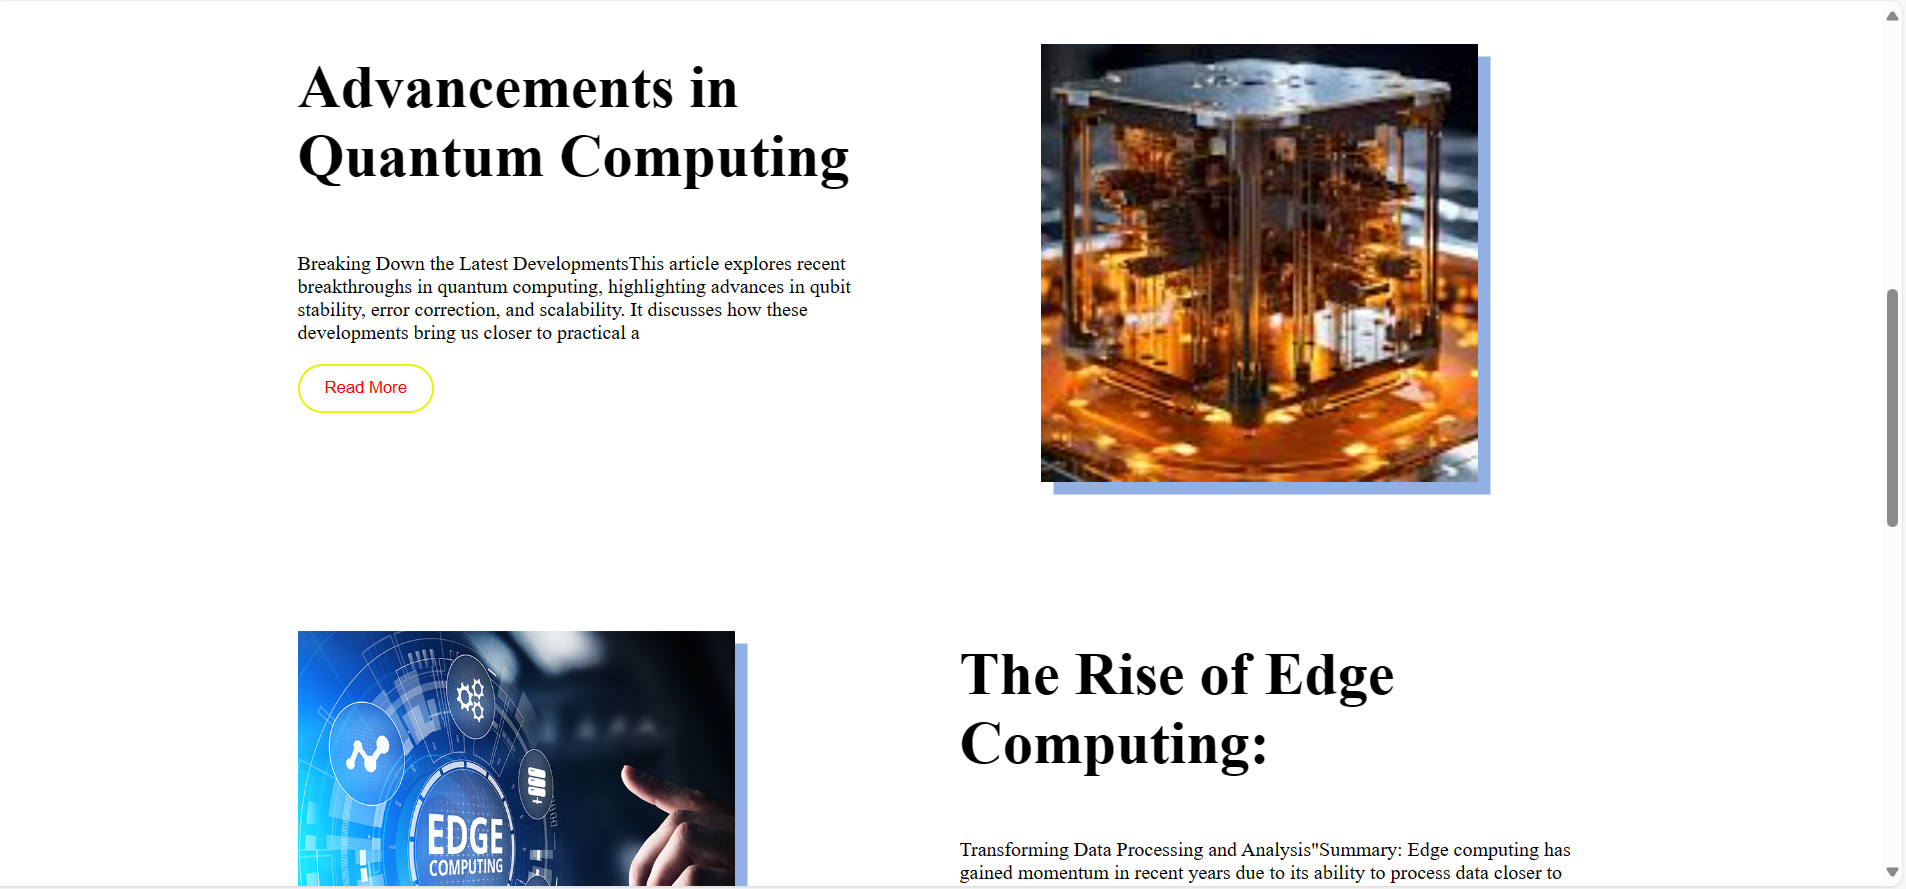 Advancements in
Quantum Computing
Breaking Down the Latest DevelopmentsThis article explores recent
breakthroughs in quantum computing, highlighting advances in qubit
stability, error correction, and scalability. It discusses how these
developments bring us closer to practical a
Read More
EDGE
COMPUTING
The Rise of Edge
Computing:
Transforming Data Processing and Analysis"Summary: Edge computing has
gained momentum in recent years due to its ability to process data closer to